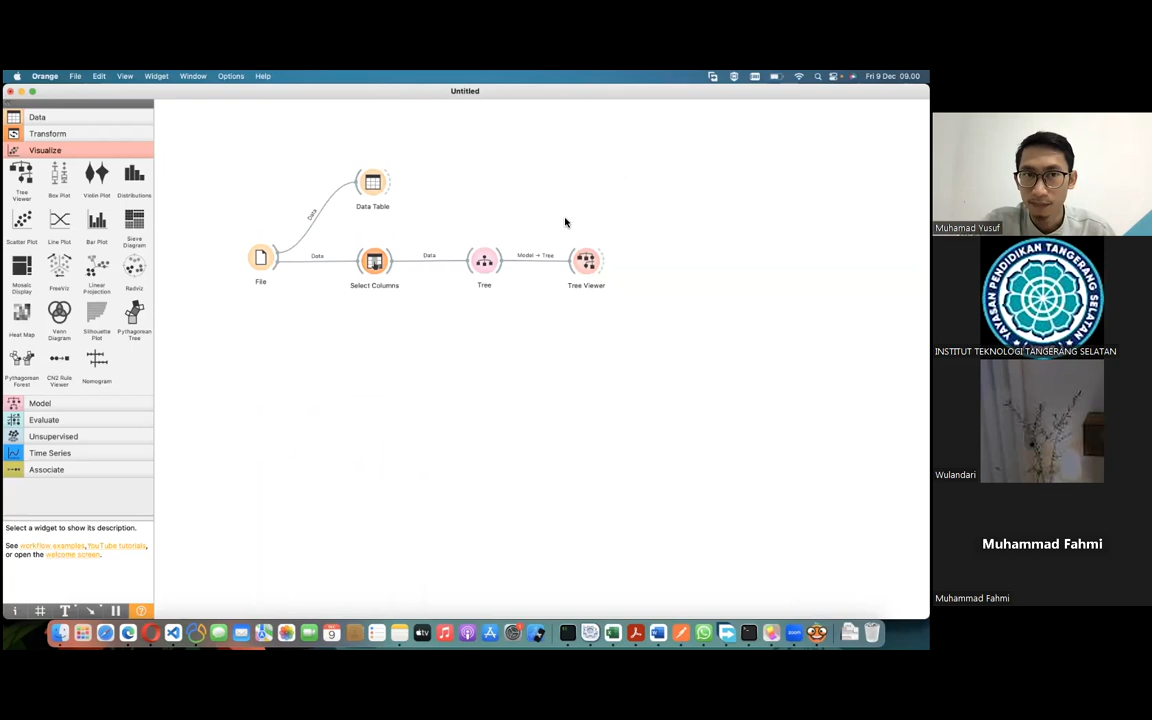 Orange File Edit View Widget Window Options Help
Fri 9 Dec 09.00
Untitled
Data
Transform
Visualize
Tree Viewer
Box Plot
Violin Plot
Distributions
Scatter Plot
Line Plot
Bar Plot
Sieve Diagram
Mosaic Display
FreeViz
Linear Projection
Radviz
Heat Map
Venn Diagram
Silhouette Plot
Pythagorean Tree
Pythagorean Forest
CN2 Rule Viewer
Nomogram
Model
Evaluate
Unsupervised
Time Series
Associate
Select a widget to show its description.
See workflow examples, YouTube tutorials,
or open the welcome screen.
Data Table
Data
File
Data
Select Columns
Data
Tree
Model → Tree
Tree Viewer
Muhamad Yusuf
YAYASAN PENDIDIKAN TANGERANG SELATAN
INSTITUT TEKNOLOGI TANGERANG SELATAN
Wulandari
Muhammad Fahmi
Muhammad Fahmi